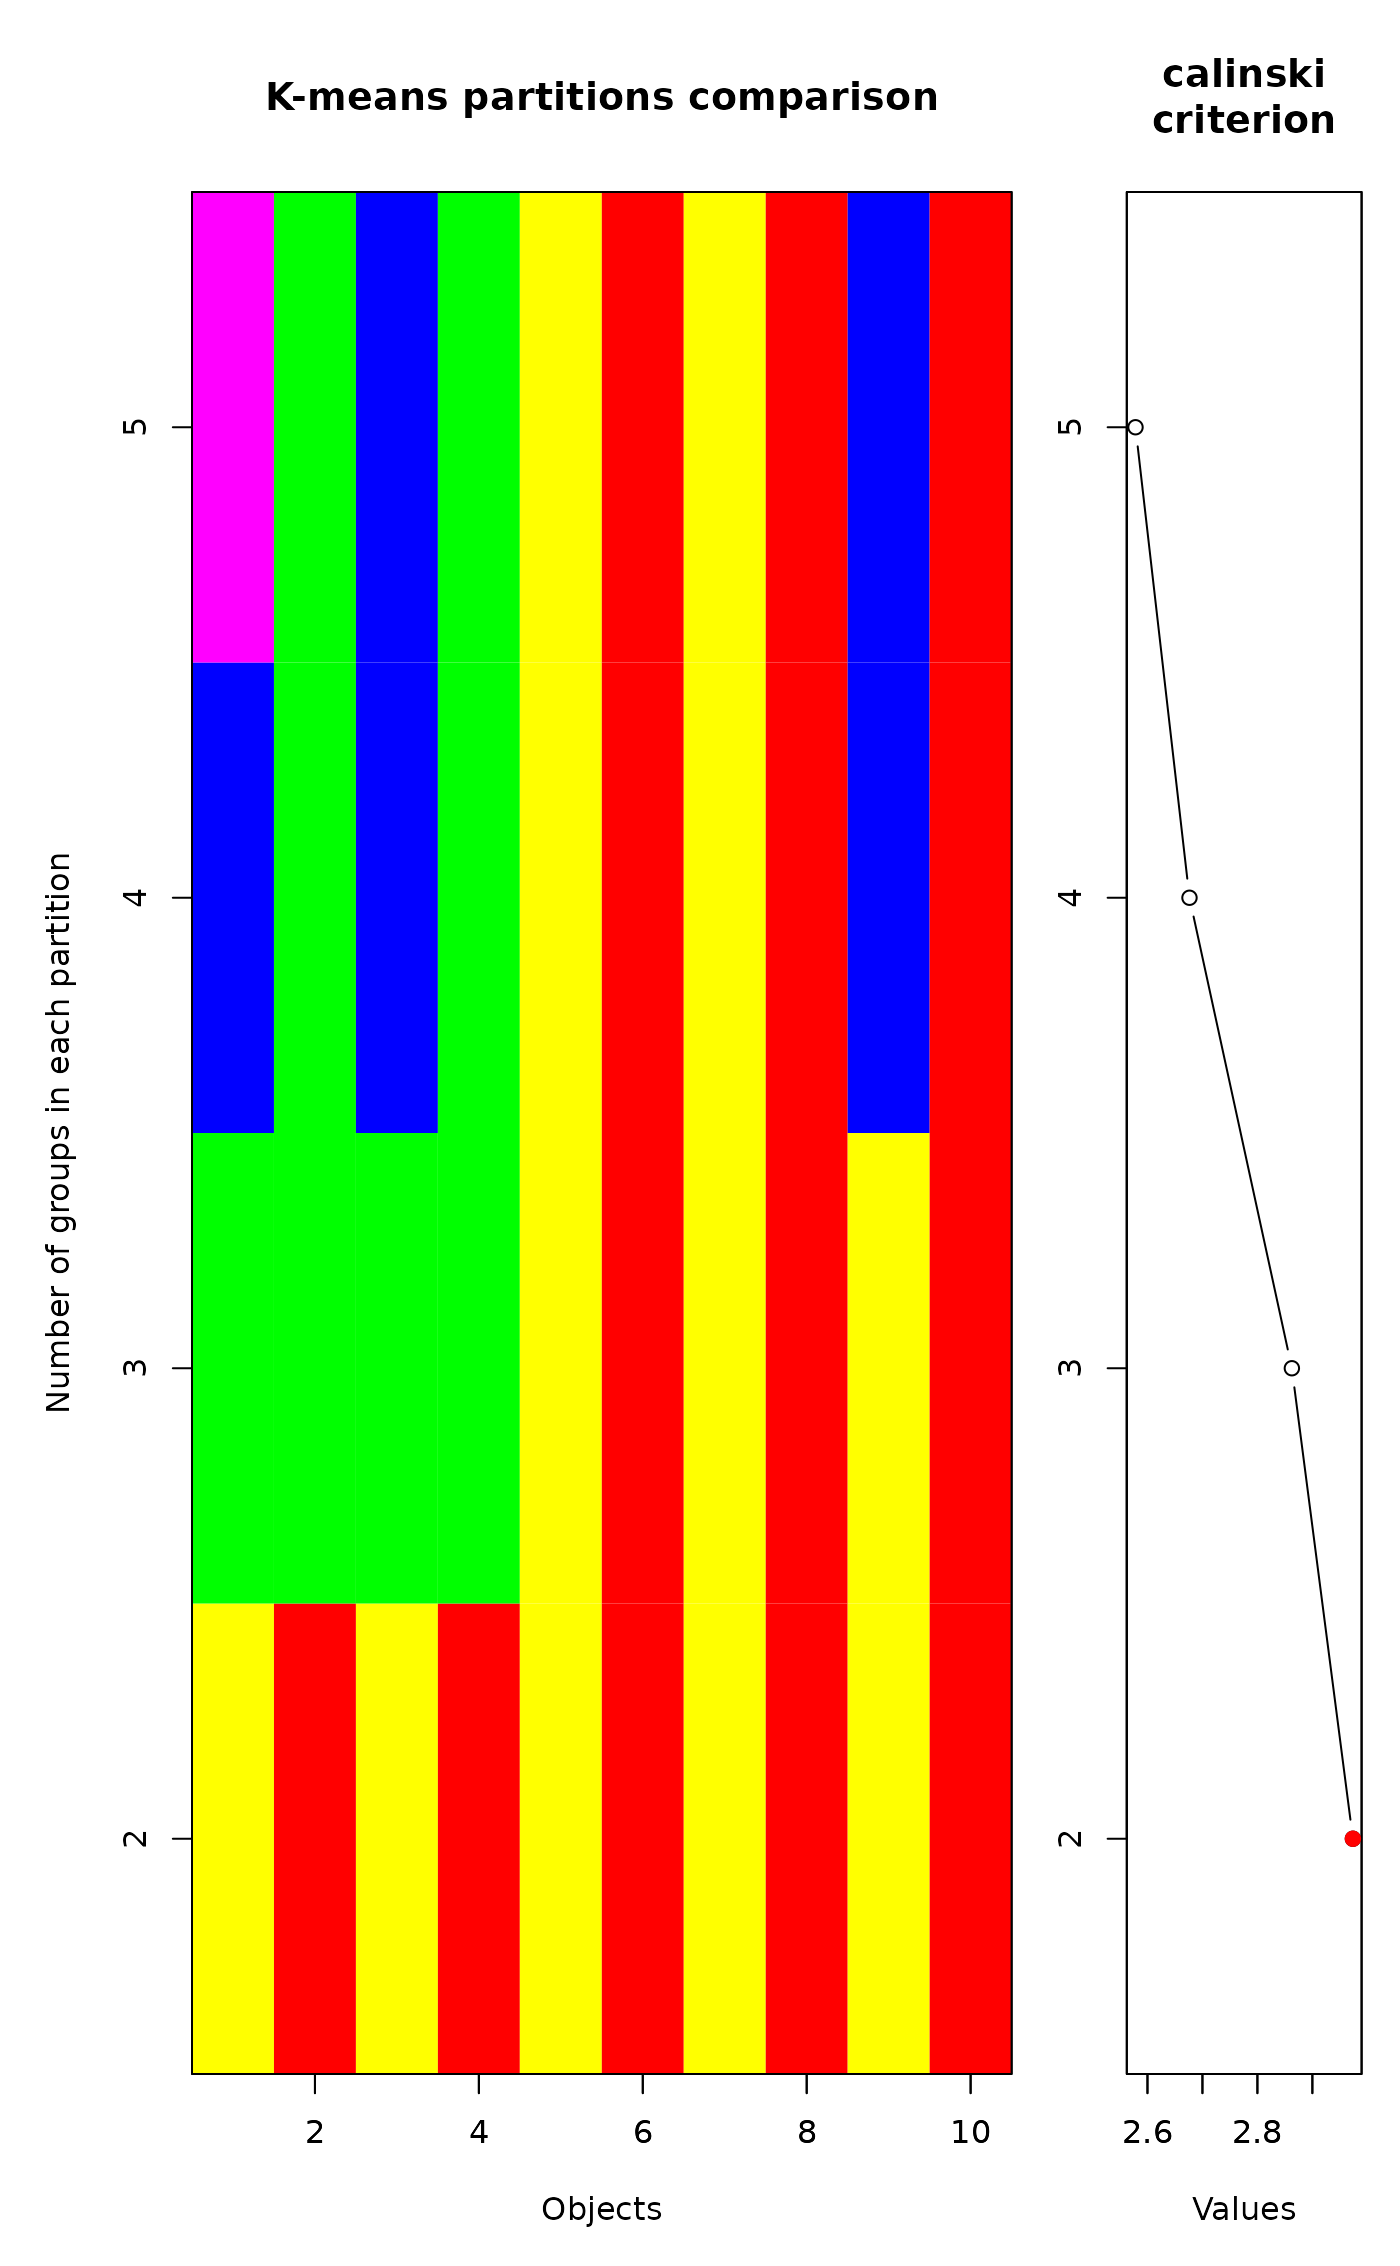 K-means partitions comparison
calinski
criterion
Number of groups in each partition
5
4
3
2
2 4 6 8 10
Objects
5
4
3
2
2.6 2.8
Values